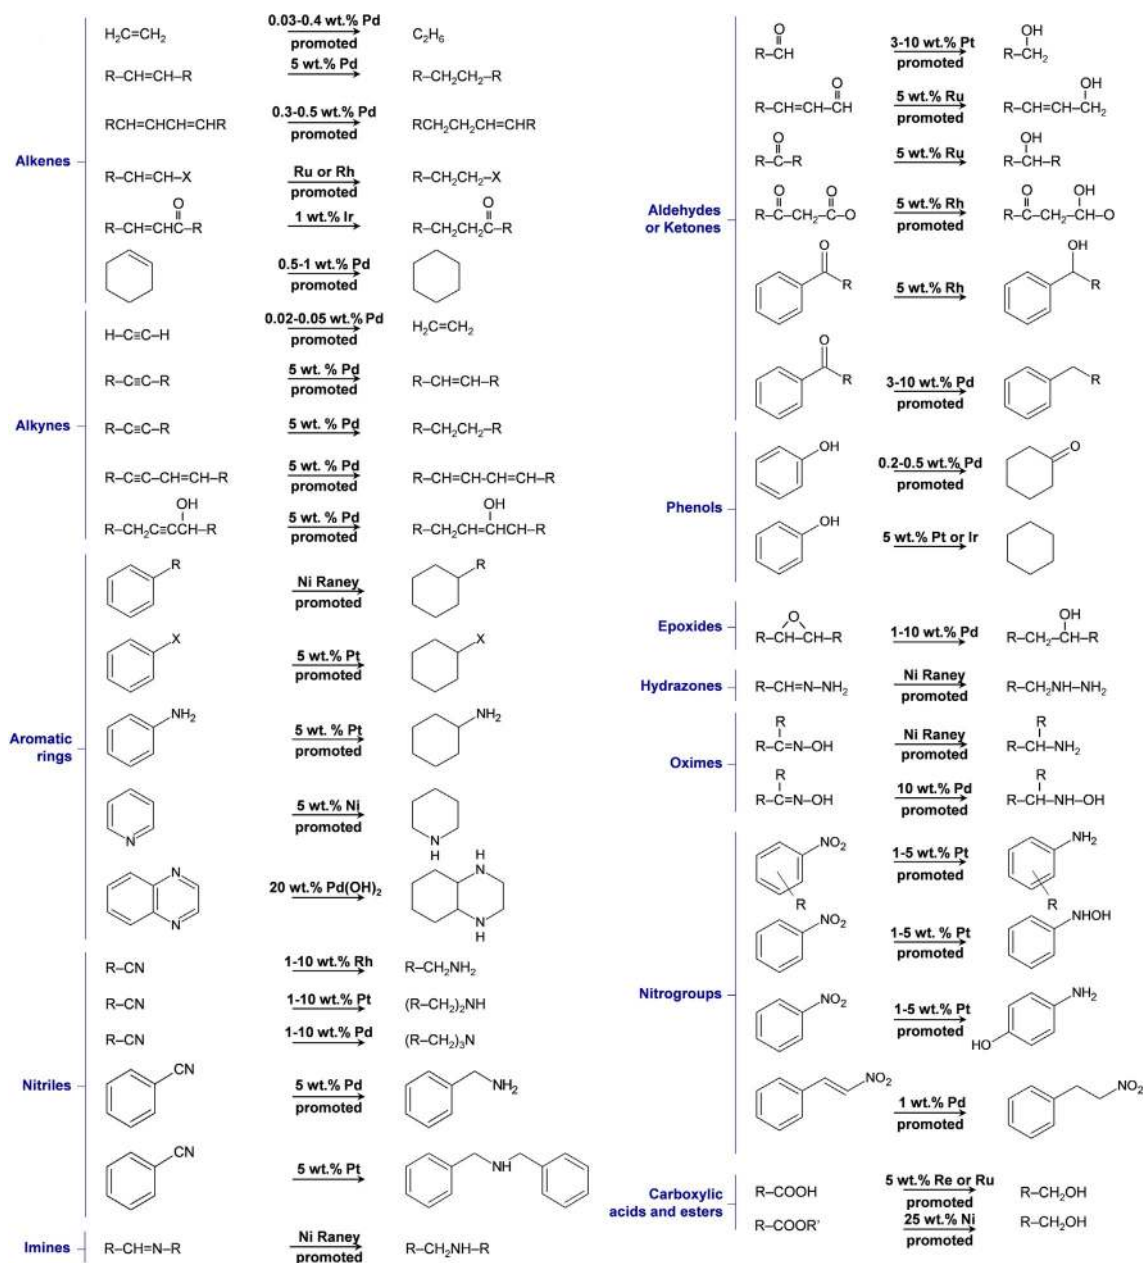 Alkenes
H₂C=CH₂ 0.03-0.4 wt.% Pd promoted C₂H₆
R–CH=CH–R 5 wt.% Pd R–CH₂CH₂–R
RCH=CHCH=CHR 0.3-0.5 wt.% Pd promoted RCH₂CH₂CH=CHR
R–CH=CH–X Ru or Rh promoted R–CH₂CH₂–X
O O
R–CH=CHC–R 1 wt.% Ir R–CH₂CH₂C–R
0.5-1 wt.% Pd promoted
Alkynes
H–C≡C–H 0.02-0.05 wt.% Pd promoted H₂C=CH₂
R–C≡C–R 5 wt. % Pd promoted R–CH=CH–R
R–C≡C–R 5 wt. % Pd R–CH₂CH₂–R
R–C≡C–CH=CH–R 5 wt. % Pd promoted R–CH=CH-CH=CH–R
OH OH
R–CH₂C≡C–CH–R 5 wt. % Pd promoted R–CH₂CH=CHCH–R
Aromatic rings
R Ni Raney promoted R
X 5 wt.% Pt promoted X
NH₂ 5 wt. % Pt promoted NH₂
N 5 wt.% Ni promoted N H
N N 20 wt.% Pd(OH)₂ H N N H
Nitriles
R–CN 1-10 wt.% Rh R–CH₂NH₂
R–CN 1-10 wt.% Pt (R–CH₂)₂NH
R–CN 1-10 wt.% Pd (R–CH₂)₃N
CN 5 wt.% Pd promoted NH₂
CN 5 wt.% Pt NH
Imines
R–CH=N–R Ni Raney promoted R–CH₂NH–R
Aldehydes or Ketones
O OH
R–CH 3-10 wt.% Pt promoted R–CH₂
O OH
R–CH=CH–CH 5 wt.% Ru promoted R–CH=CH–CH₂
O OH
R–C–R 5 wt.% Ru R–CH–R
O O O OH
R–C–CH₂–C–O 5 wt.% Rh promoted R–C–CH₂–CH–O
O R 5 wt.% Rh OH R
O R 3-10 wt.% Pd promoted R
Phenols
OH 0.2-0.5 wt.% Pd promoted O
OH 5 wt.% Pt or Ir
Epoxides
O OH
R–CH–CH–R 1-10 wt.% Pd R–CH₂–CH–R
Hydrazones
R–CH=N–NH₂ Ni Raney promoted R–CH₂NH–NH₂
Oximes
R R
R–C=N–OH Ni Raney promoted R–CH–NH₂
R R
R–C=N–OH 10 wt.% Pd promoted R–CH–NH–OH
Nitrogroups
NO₂ R 1-5 wt.% Pt promoted NH₂ R
NO₂ 1-5 wt. % Pt promoted NHOH
NO₂ 1-5 wt.% Pt promoted NH₂ HO
NO₂ 1 wt.% Pd promoted NO₂
Carboxylic acids and esters
R–COOH 5 wt.% Re or Ru promoted R–CH₂OH
R–COOR' 25 wt.% Ni promoted R–CH₂OH